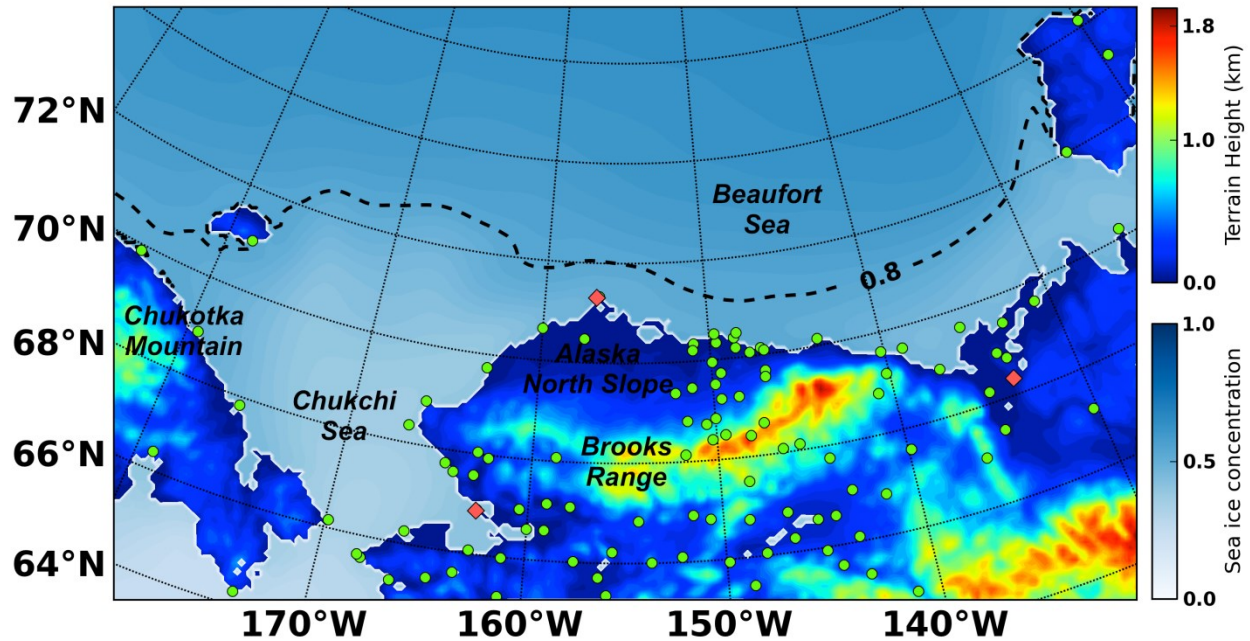 72°N
70°N
68°N
66°N
64°N
170°W
160°W
150°W
140°W
Beaufort
Sea
0.8
Chukotka
Mountain
Alaska
North Slope
Chukchi
Sea
Brooks
Range
1.8
1.0
0.0
Terrain Height (km)
1.0
0.5
0.0
Sea ice concentration